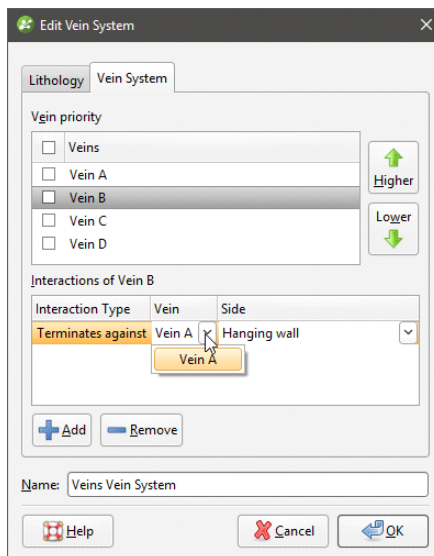 Edit Vein System
Lithology Vein System
Vein priority
Veins
Vein A
Vein B
Vein C
Vein D
Higher
Lower
Interactions of Vein B
Interaction Type Vein Side
Terminates against Vein A Hanging wall
Vein A
Add Remove
Name: Veins Vein System
Help Cancel OK